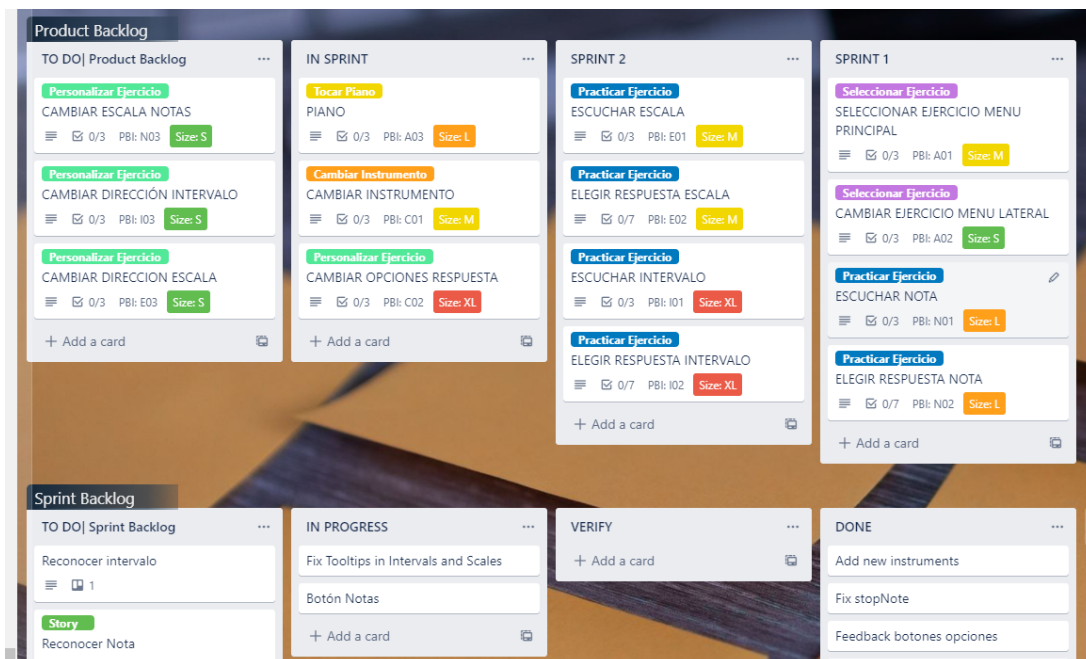 Product Backlog
TO DO| Product Backlog
Personalizar Ejercicio
CAMBIAR ESCALA NOTAS
0/3 PBI: N03 Size: S
Personalizar Ejercicio
CAMBIAR DIRECCIÓN INTERVALO
0/3 PBI: I03 Size: S
Personalizar Ejercicio
CAMBIAR DIRECCION ESCALA
0/3 PBI: E03 Size: S
+ Add a card
IN SPRINT
Tocar Piano
PIANO
0/3 PBI: A03 Size: L
Cambiar Instrumento
CAMBIAR INSTRUMENTO
0/3 PBI: C01 Size: M
Personalizar Ejercicio
CAMBIAR OPCIONES RESPUESTA
0/3 PBI: C02 Size: XL
+ Add a card
SPRINT 2
Practicar Ejercicio
ESCUCHAR ESCALA
0/3 PBI: E01 Size: M
Practicar Ejercicio
ELEGIR RESPUESTA ESCALA
0/7 PBI: E02 Size: M
Practicar Ejercicio
ESCUCHAR INTERVALO
0/3 PBI: I01 Size: XL
Practicar Ejercicio
ELEGIR RESPUESTA INTERVALO
0/7 PBI: I02 Size: XL
+ Add a card
SPRINT 1
Seleccionar Ejercicio
SELECCIONAR EJERCICIO MENU
PRINCIPAL
0/3 PBI: A01 Size: M
Seleccionar Ejercicio
CAMBIAR EJERCICIO MENU LATERAL
0/3 PBI: A02 Size: S
Practicar Ejercicio
ESCUCHAR NOTA
0/3 PBI: N01 Size: L
Practicar Ejercicio
ELEGIR RESPUESTA NOTA
0/7 PBI: N02 Size: L
+ Add a card
Sprint Backlog
TO DO| Sprint Backlog
Reconocer intervalo
1
Story
Reconocer Nota
IN PROGRESS
Fix Tooltips in Intervals and Scales
Botón Notas
+ Add a card
VERIFY
+ Add a card
DONE
Add new instruments
Fix stopNote
Feedback botones opciones